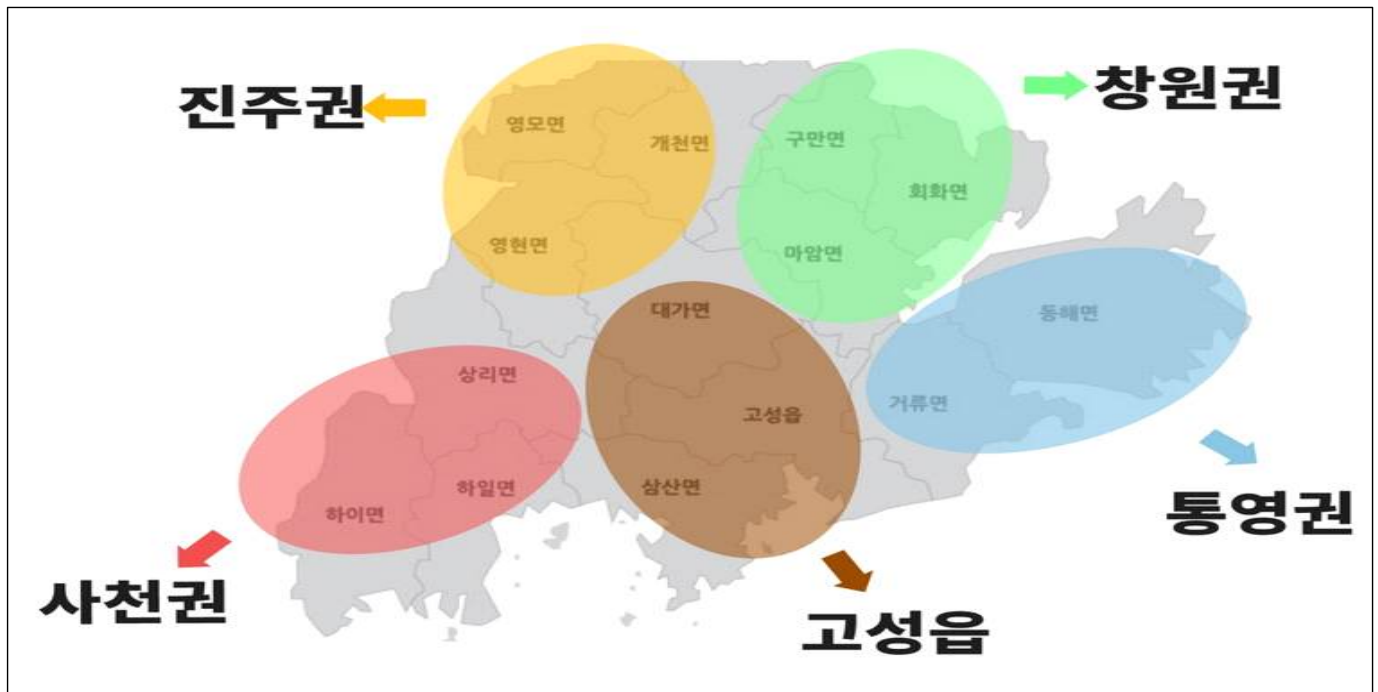 진주권
창원권
영모면
개천면
구만면
회화면
영현면
마암면
대가면
동해면
상리면
거류면
고성읍
하일면
삼산면
하이면
통영권
사천권
고성읍